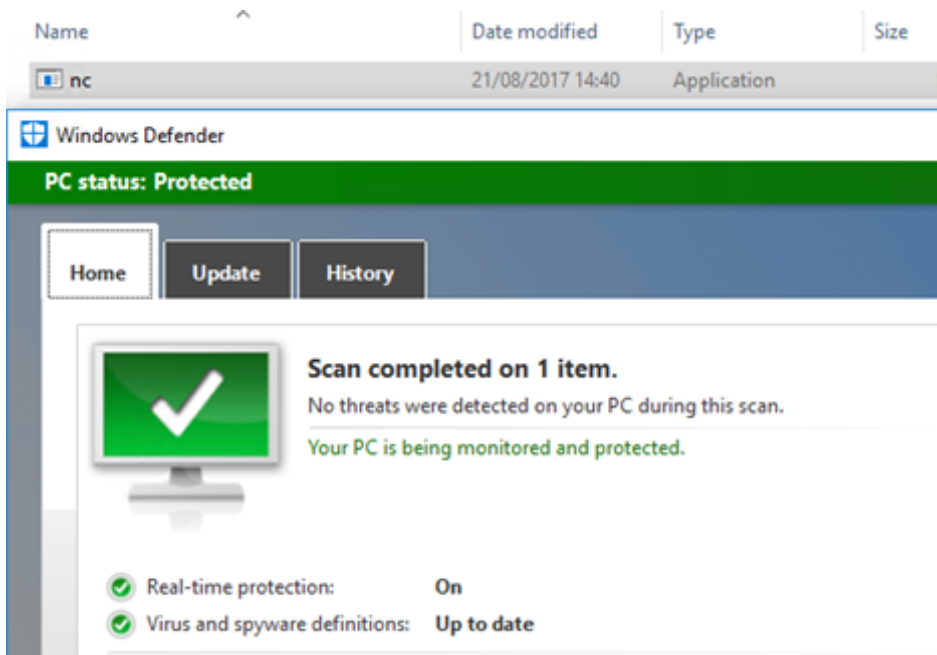 Name Date modified Type Size
nc 21/08/2017 14:40 Application
Windows Defender
PC status: Protected
Home Update History
Scan completed on 1 item.
No threats were detected on your PC during this scan.
Your PC is being monitored and protected.
Real-time protection: On
Virus and spyware definitions: Up to date